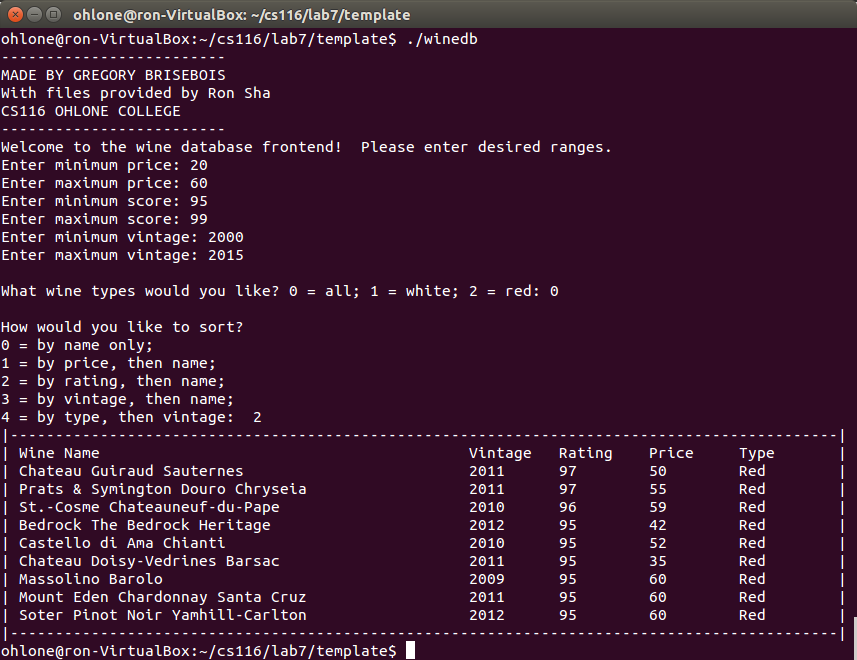 ohlone@ron-VirtualBox: ~/cs116/lab7/template
ohlone@ron-VirtualBox:~/cs116/lab7/template$ ./winedb
-------------------------
MADE BY GREGORY BRISEBOIS
With files provided by Ron Sha
CS116 OHLONE COLLEGE
-------------------------
Welcome to the wine database frontend!  Please enter desired ranges.
Enter minimum price: 20
Enter maximum price: 60
Enter minimum score: 95
Enter maximum score: 99
Enter minimum vintage: 2000
Enter maximum vintage: 2015
What wine types would you like? 0 = all; 1 = white; 2 = red: 0
How would you like to sort?
0 = by name only;
1 = by price, then name;
2 = by rating, then name;
3 = by vintage, then name;
4 = by type, then vintage:  2
|--------------------------------------------------------------------------------------------|
| Wine Name                                         Vintage   Rating    Price     Type       |
| Chateau Guiraud Sauternes                         2011      97        50        Red        |
| Prats & Symington Douro Chryseia                  2011      97        55        Red        |
| St.-Cosme Chateauneuf-du-Pape                     2010      96        59        Red        |
| Bedrock The Bedrock Heritage                      2012      95        42        Red        |
| Castello di Ama Chianti                           2010      95        52        Red        |
| Chateau Doisy-Vedrines Barsac                     2011      95        35        Red        |
| Massolino Barolo                                  2009      95        60        Red        |
| Mount Eden Chardonnay Santa Cruz                  2011      95        60        Red        |
| Soter Pinot Noir Yamhill-Carlton                  2012      95        60        Red        |
|--------------------------------------------------------------------------------------------|
ohlone@ron-VirtualBox:~/cs116/lab7/template$